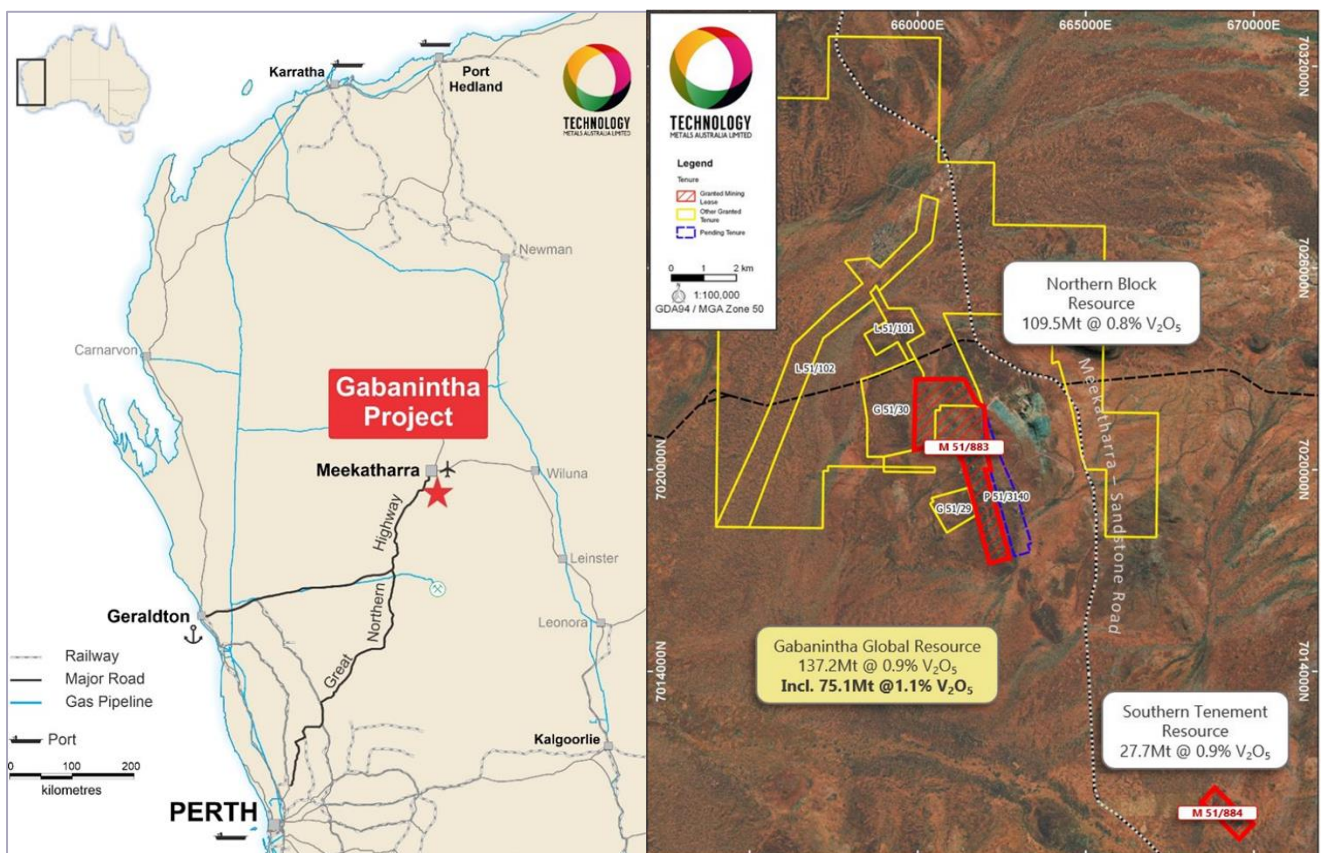 Karratha
Port
Hedland
TECHNOLOGY
METALS AUSTRALIA LIMITED
Newman
Carnarvon
Gabanintha
Project
Meekatharra
Wiluna
Great Northern Highway
Leinster
Geraldton
Leonora
Railway
Major Road
Gas Pipeline
Port
Kalgoorlie
0 100 200
kilometres
PERTH
660000E 665000E 670000E
7032000N
TECHNOLOGY
METALS AUSTRALIA LIMITED
Legend
Tenure
Granted Mining
Lease
Other Granted
Tenure
Pending Tenure
0 1 2 km
1:100,000
GDA94 / MGA Zone 50
7026000N
Northern Block
Resource
109.5Mt @ 0.8% V₂O₅
L 51/101
L 51/102
G 51/30
M 51/883
7020000N
7020000N
G 51/29
P 51/3140
Meekatharra – Sandstone Road
Gabanintha Global Resource
137.2Mt @ 0.9% V₂O₅
Incl. 75.1Mt @1.1% V₂O₅
7014000N
7014000N
Southern Tenement
Resource
27.7Mt @ 0.9% V₂O₅
M 51/884